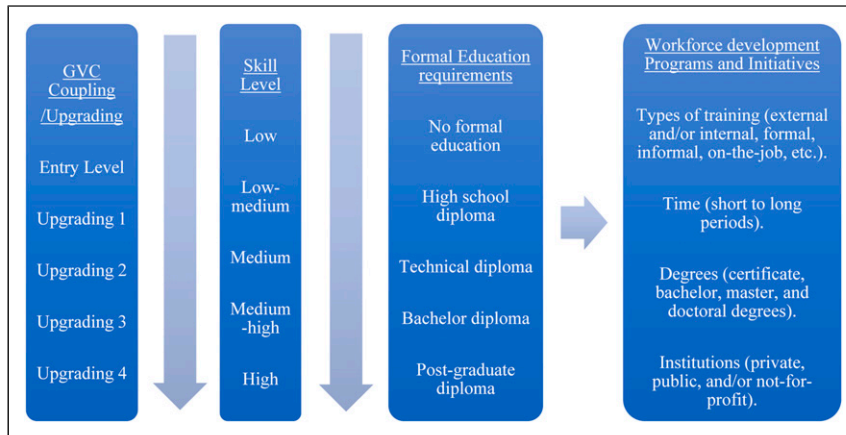 GVC
Coupling
/Upgrading
Entry Level
Upgrading 1
Upgrading 2
Upgrading 3
Upgrading 4
Skill
Level
Low
Low-
medium
Medium
Medium
-high
High
Formal Education
requirements
No formal
education
High school
diploma
Technical diploma
Bachelor diploma
Post-graduate
diploma
Workforce development
Programs and Initiatives
Types of training (external
and/or internal, formal,
informal, on-the-job, etc.).
Time (short to long
periods).
Degrees (certificate,
bachelor, master, and
doctoral degrees).
Institutions (private,
public, and/or not-for-
profit).